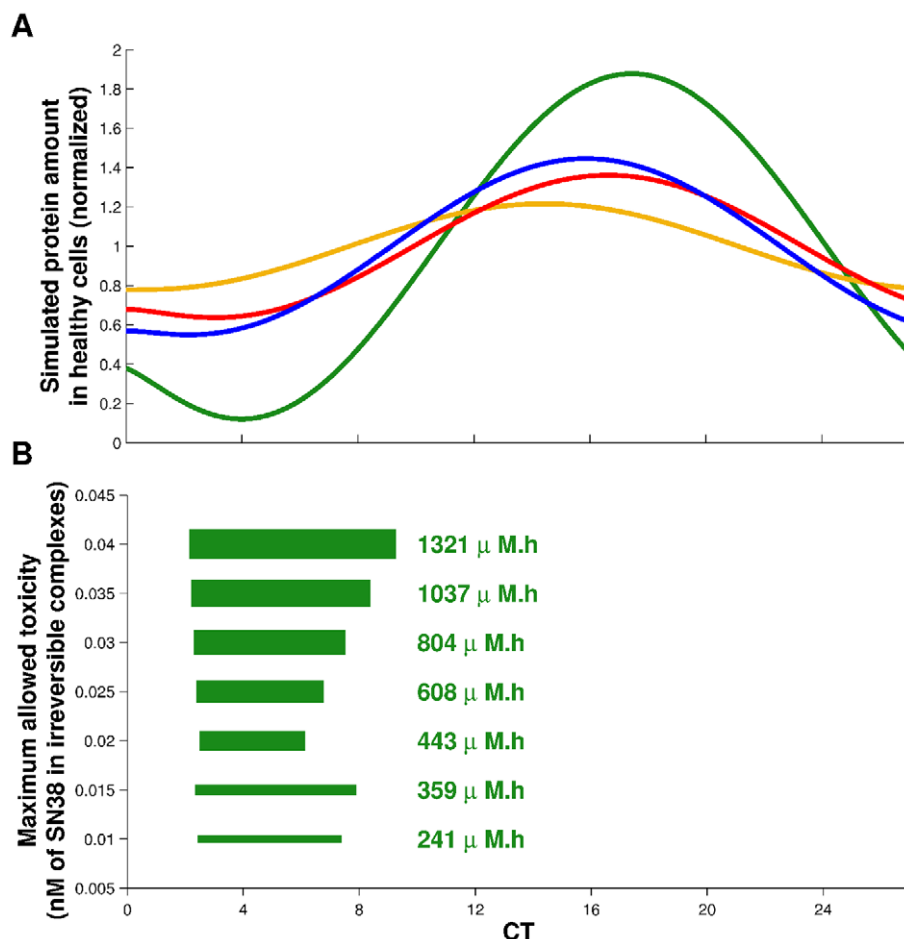 A
Simulated protein amount
in healthy cells (normalized)
2
1.8
1.6
1.4
1.2
1
0.8
0.6
0.4
0.2
0
B
Maximum allowed toxicity
(nM of SN38 in irreversible complexes)
0.045
0.04
0.035
0.03
0.025
0.02
0.015
0.01
0.005
1321 μ M.h
1037 μ M.h
804 μ M.h
608 μ M.h
443 μ M.h
359 μ M.h
241 μ M.h
0 4 8 12 16 20 24
CT